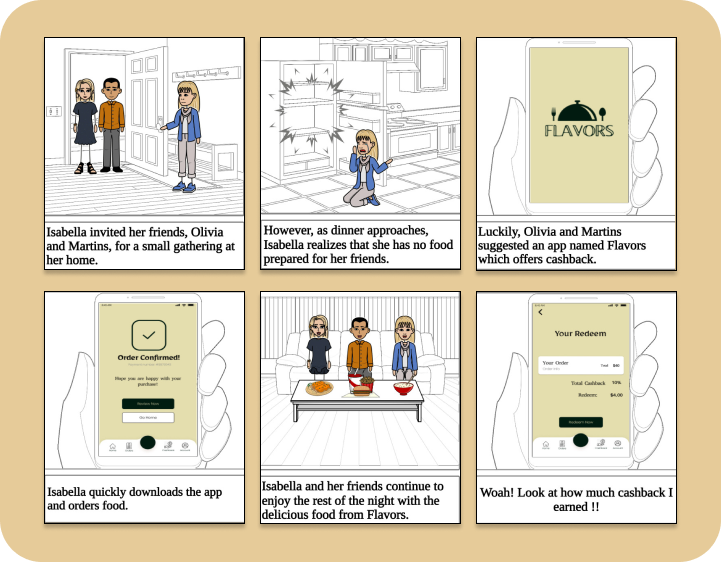 Isabella invited her friends, Olivia
and Martins, for a small gathering at
her home.
However, as dinner approaches,
Isabella realizes that she has no food
prepared for her friends.
FLAVORS
Luckily, Olivia and Martins
suggested an app named Flavors
which offers cashback.
Order Confirmed!
Hope you are happy with your
purchase!
Review Now
Go Home
Isabella quickly downloads the app
and orders food.
Isabella and her friends continue to
enjoy the rest of the night with the
delicious food from Flavors.
Your Redeem
Your Order
Total $40
Total Cashback 10%
Redeem $4.00
Redeem Now
Woah! Look at how much cashback I
earned !!